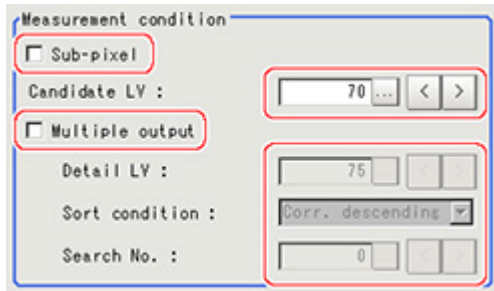 Measurement condition
Sub-pixel
Candidate LV : 70 ... < >
Multiple output
Detail LV : 75 < >
Sort condition : Corr. descending
Search No. : 0 < >